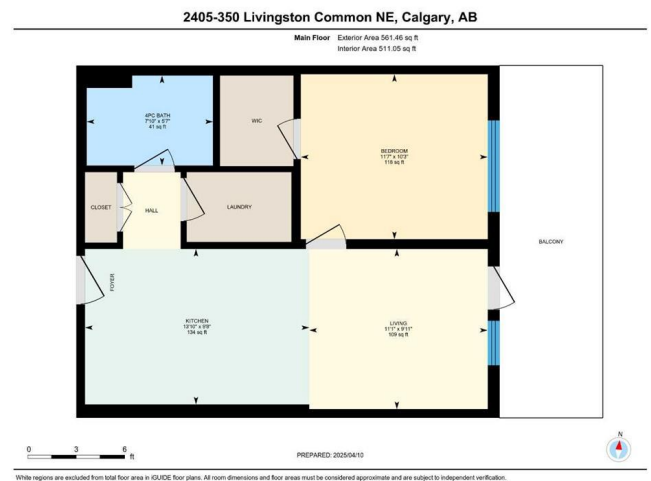 2405-350 Livingston Common NE, Calgary, AB
Main Floor Exterior Area 561.46 sq ft
Interior Area 511.05 sq ft
4PC BATH
7'10" x 5'7"
41 sq ft
WIC
BEDROOM
11'7" x 10'3"
118 sq ft
CLOSET
HALL
LAUNDRY
BALCONY
FOYER
KITCHEN
13'10" x 9'9"
134 sq ft
LIVING
11'1" x 9'11"
109 sq ft
0 3 6
ft
PREPARED: 2025/04/10
N
White regions are excluded from total floor area in iGUIDE floor plans. All room dimensions and floor areas must be considered approximate and are subject to independent verification.